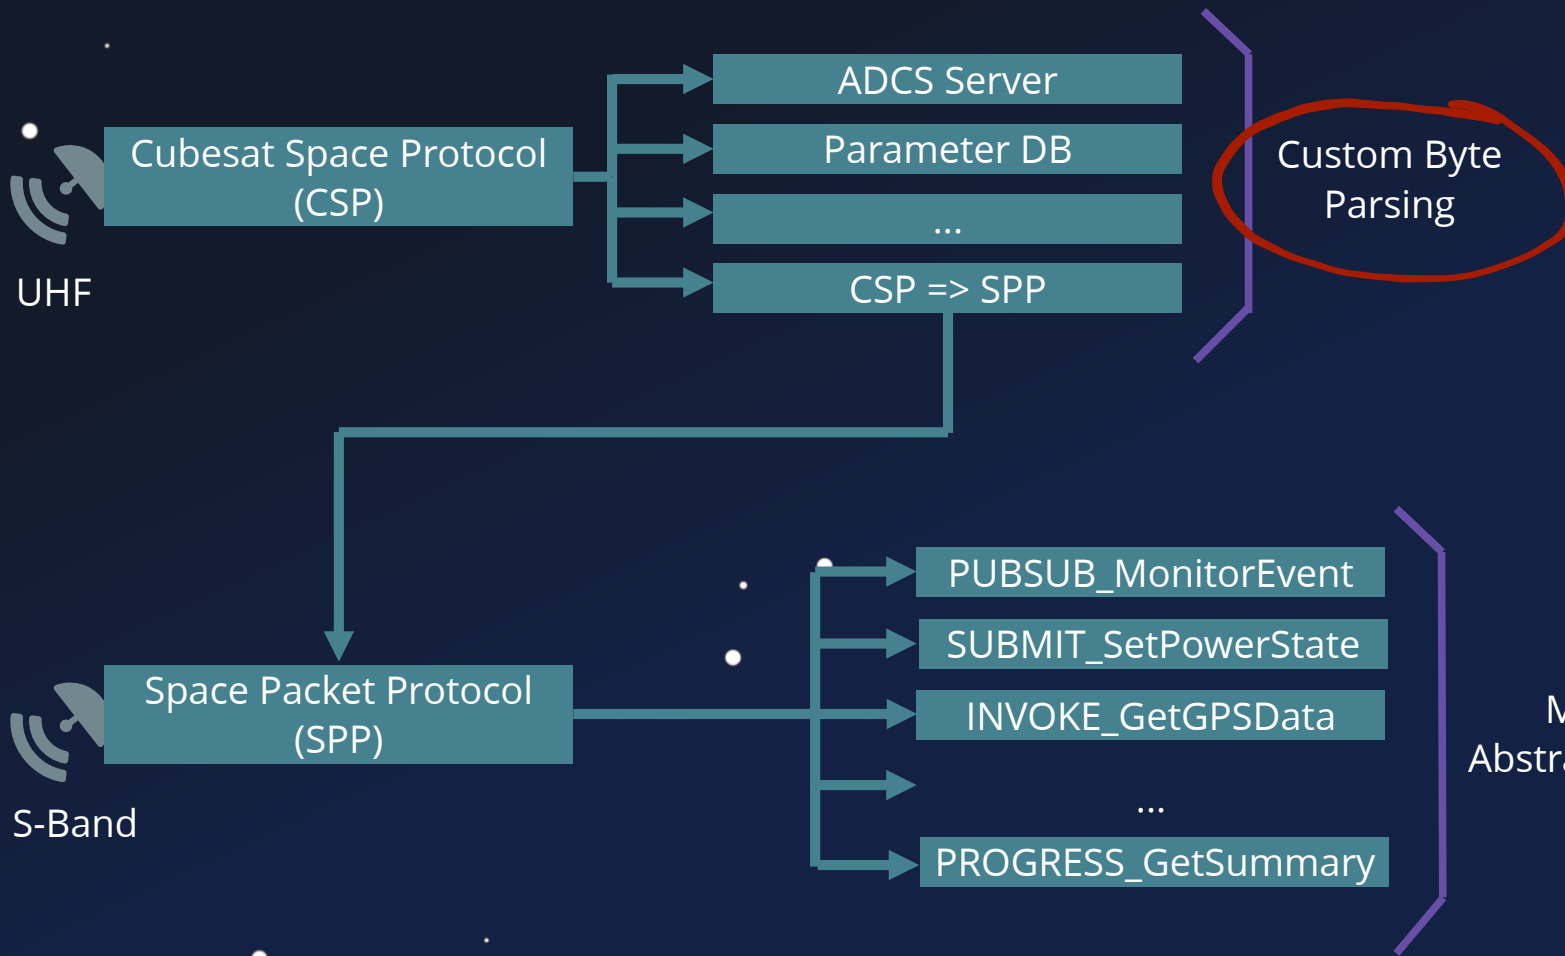 ADCS Server
Cubesat Space Protocol
(CSP)
Parameter DB
...
CSP => SPP
Custom Byte
Parsing
UHF
Space Packet Protocol
(SPP)
S-Band
PUBSUB_MonitorEvent
SUBMIT_SetPowerState
INVOKE_GetGPSData
...
PROGRESS_GetSummary